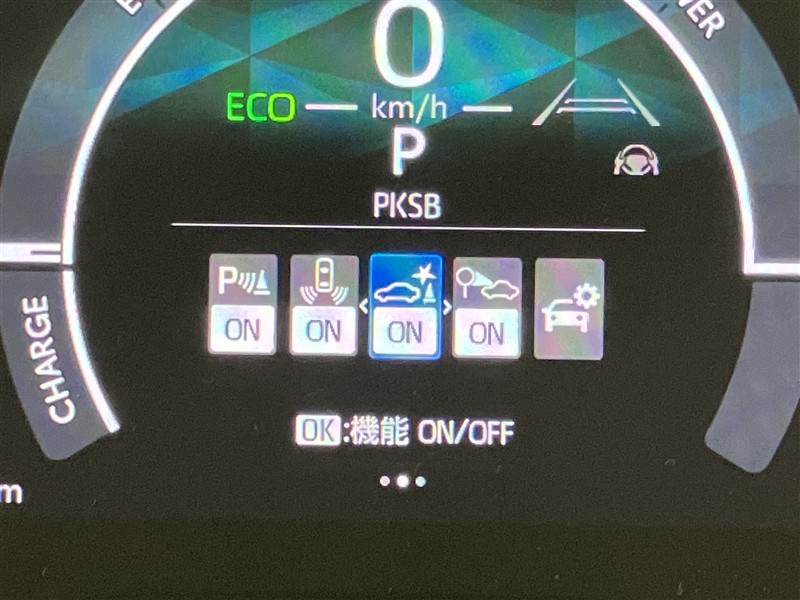 0
ECO km/h
P
PKSB
P
ON ON ON ON
CHARGE
OK:機能 ON/OFF
m